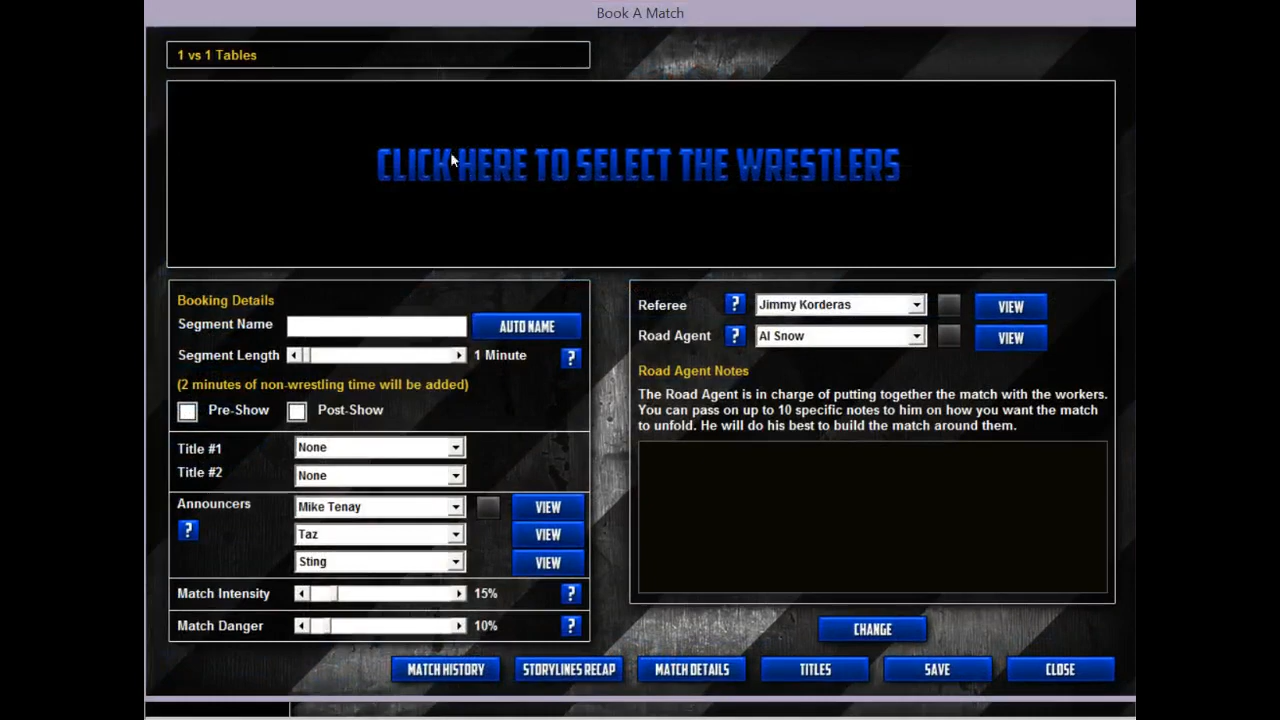 Book A Match
1 vs 1 Tables
CLICK HERE TO SELECT THE WRESTLERS
Booking Details
Segment Name
AUTO NAME
Segment Length
1 Minute
?
(2 minutes of non-wrestling time will be added)
Pre-Show
Post-Show
Title #1
None
Title #2
None
Announcers
Mike Tenay
VIEW
?
Taz
VIEW
Sting
VIEW
Match Intensity
15%
?
Match Danger
10%
?
Referee
?
Jimmy Korderas
VIEW
Road Agent
?
Al Snow
VIEW
Road Agent Notes
The Road Agent is in charge of putting together the match with the workers.
You can pass on up to 10 specific notes to him on how you want the match
to unfold. He will do his best to build the match around them.
CHANGE
MATCH HISTORY
STORYLINES RECAP
MATCH DETAILS
TITLES
SAVE
CLOSE